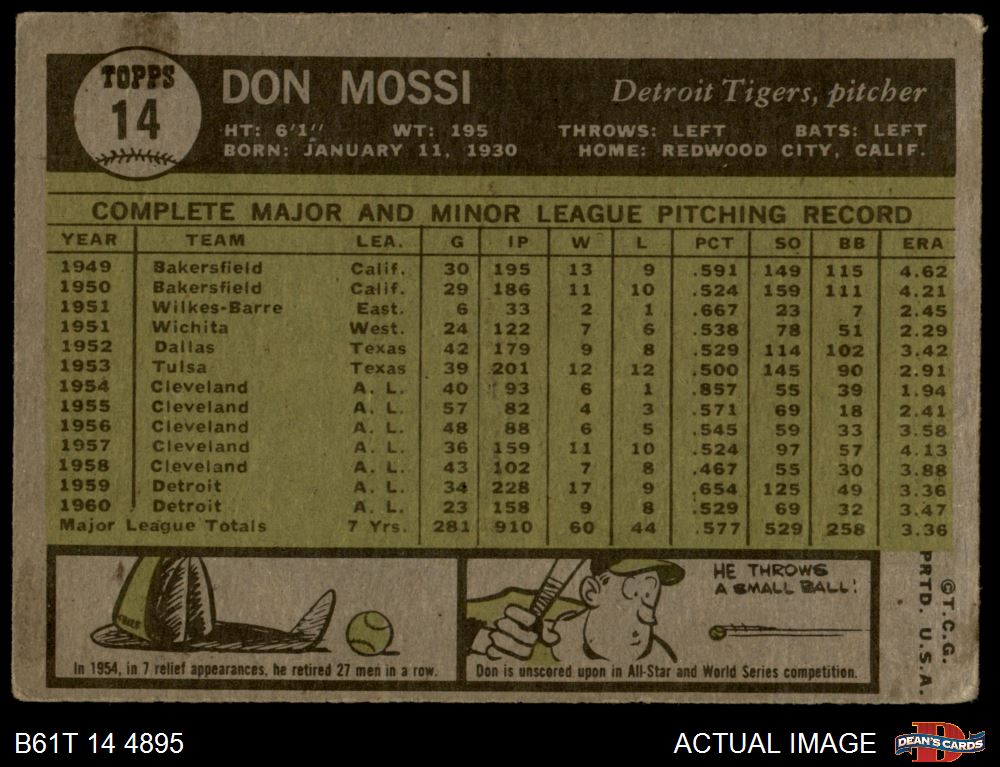 TOPPS
14
DON MOSSI
Detroit Tigers, pitcher
HT: 6'1" WT: 195 THROWS: LEFT BATS: LEFT
BORN: JANUARY 11, 1930 HOME: REDWOOD CITY, CALIF.
COMPLETE MAJOR AND MINOR LEAGUE PITCHING RECORD
YEAR TEAM LEA. G IP W L PCT SO BB ERA
1949 Bakersfield Calif. 30 195 13 9 .591 149 115 4.62
1950 Bakersfield Calif. 29 186 11 10 .524 159 111 4.21
1951 Wilkes-Barre East. 6 33 2 1 .667 23 7 2.45
1951 Wichita West. 24 122 7 6 .538 78 51 2.29
1952 Dallas Texas 42 179 9 8 .529 114 102 3.42
1953 Tulsa Texas 39 201 12 12 .500 145 90 2.91
1954 Cleveland A. L. 40 93 6 1 .857 55 39 1.94
1955 Cleveland A. L. 57 82 4 3 .571 69 18 2.41
1956 Cleveland A. L. 48 88 6 5 .545 59 33 3.58
1957 Cleveland A. L. 36 159 11 10 .524 97 57 4.13
1958 Cleveland A. L. 43 102 7 8 .467 55 30 3.88
1959 Detroit A. L. 34 228 17 9 .654 125 49 3.36
1960 Detroit A. L. 23 158 9 8 .529 69 32 3.47
Major League Totals 7 Yrs. 281 910 60 44 .577 529 258 3.36
In 1954, in 7 relief appearances, he retired 27 men in a row.
HE THROWS
A SMALL BALL!
Don is unscored upon in All-Star and World Series competition.
©T.C.G.
PRTD. U.S.A.
B61T 14 4895
ACTUAL IMAGE
DEAN'S CARDS